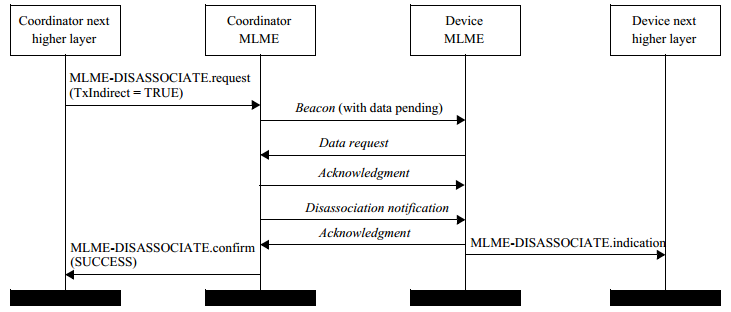 Coordinator next
higher layer
Coordinator
MLME
Device
MLME
Device next
higher layer
MLME-DISASSOCIATE.request
(TxIndirect = TRUE)
Beacon (with data pending)
Data request
Acknowledgment
Disassociation notification
Acknowledgment
MLME-DISASSOCIATE.indication
MLME-DISASSOCIATE.confirm
(SUCCESS)